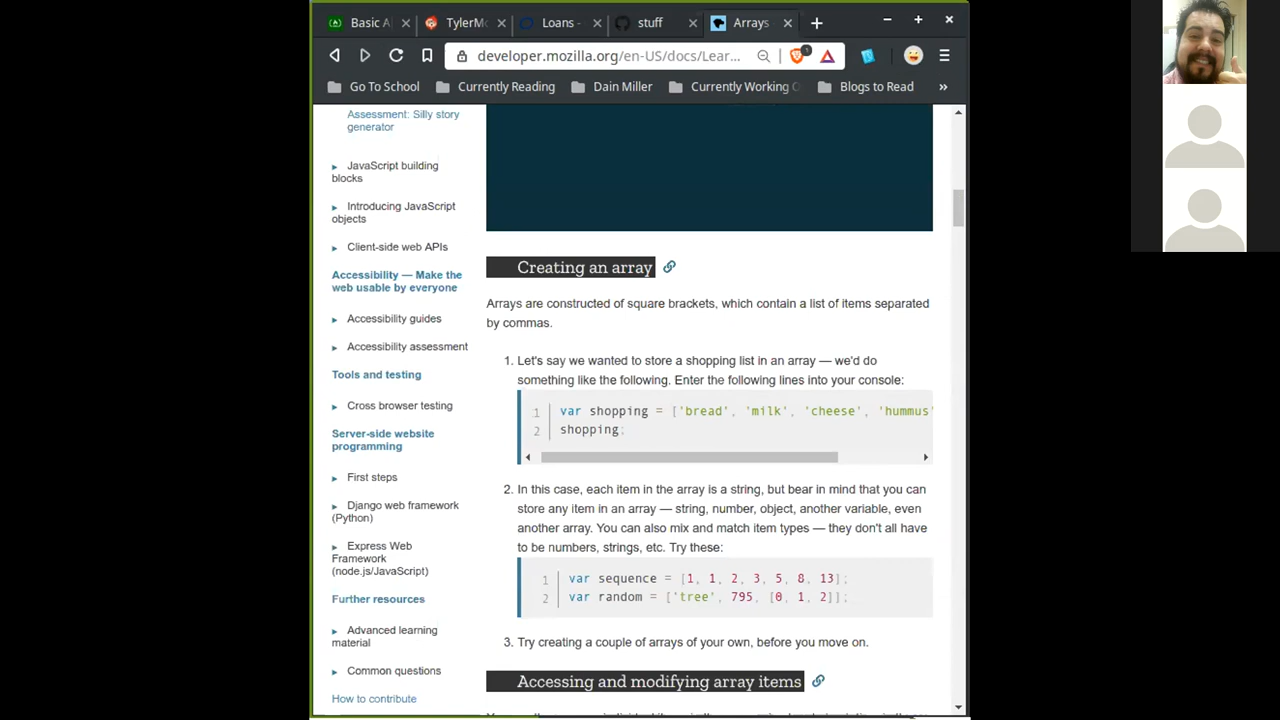 Basic A
TylerMc
Loans -
stuff
Arrays
developer.mozilla.org/en-US/docs/Lear...
1
Go To School
Currently Reading
Dain Miller
Currently Working O
Blogs to Read
»
Assessment: Silly story
generator
JavaScript building
blocks
Introducing JavaScript
objects
Client-side web APIs
Accessibility — Make the
web usable by everyone
Accessibility guides
Accessibility assessment
Tools and testing
Cross browser testing
Server-side website
programming
First steps
Django web framework
(Python)
Express Web
Framework
(node.js/JavaScript)
Further resources
Advanced learning
material
Common questions
How to contribute
Creating an array
Arrays are constructed of square brackets, which contain a list of items separated
by commas.
1. Let's say we wanted to store a shopping list in an array — we'd do
something like the following. Enter the following lines into your console:
1 var shopping = ['bread', 'milk', 'cheese', 'hummus'
2 shopping;
2. In this case, each item in the array is a string, but bear in mind that you can
store any item in an array — string, number, object, another variable, even
another array. You can also mix and match item types — they don't all have
to be numbers, strings, etc. Try these:
1 var sequence = [1, 1, 2, 3, 5, 8, 13];
2 var random = ['tree', 795, [0, 1, 2]];
3. Try creating a couple of arrays of your own, before you move on.
Accessing and modifying array items